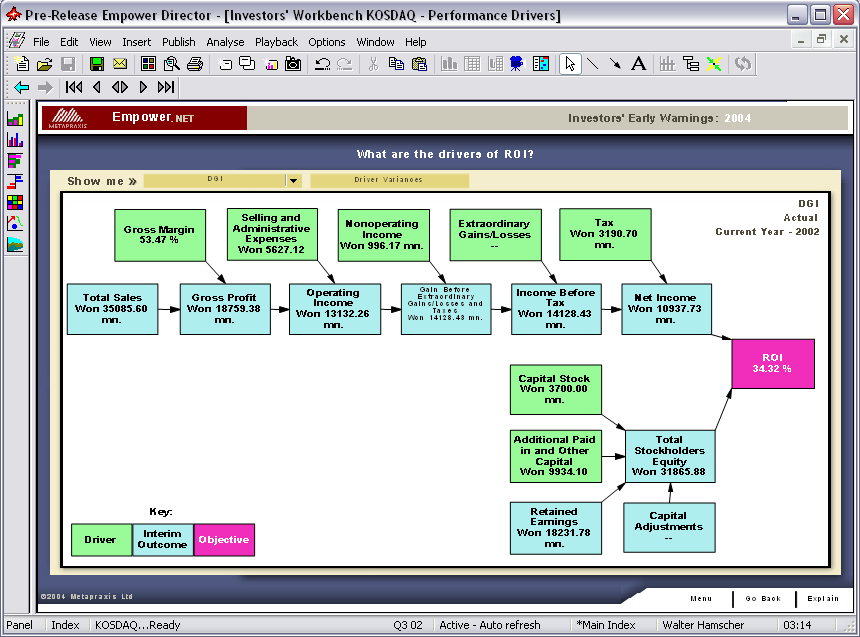 Pre-Release Empower Director - [Investors' Workbench KOSDAQ - Performance Drivers]
File Edit View Insert Publish Analyse Playback Options Window Help
METAPRAXIS
Empower.NET
Investors' Early Warnings: 2004
What are the drivers of ROI?
Show me »
DGI
Driver Variances
DGI
Actual
Current Year - 2002
Gross Margin
53.47 %
Selling and
Administrative
Expenses
Won 5627.12
Nonoperating
Income
Won 996.17 mn.
Extraordinary
Gains/Losses
--
Tax
Won 3190.70
mn.
Total Sales
Won 35085.60
mn.
Gross Profit
Won 18759.38
mn.
Operating
Income
Won 13132.26
mn.
Gain Before
Extraordinary
Gains/Losses and
Taxes
Won 14128.43 mn.
Income Before
Tax
Won 14128.43
mn.
Net Income
Won 10937.73
mn.
ROI
34.32 %
Capital Stock
Won 3700.00
mn.
Additional Paid
in and Other
Capital
Won 9934.10
Total
Stockholders
Equity
Won 31865.88
Retained
Earnings
Won 18231.78
mn.
Capital
Adjustments
--
Key:
Driver
Interim
Outcome
Objective
©2004 Metapraxis Ltd
Menu
Go Back
Explain
Panel Index KOSDAQ...Ready Q3 02 Active - Auto refresh *Main Index Walter Hamscher 03:14